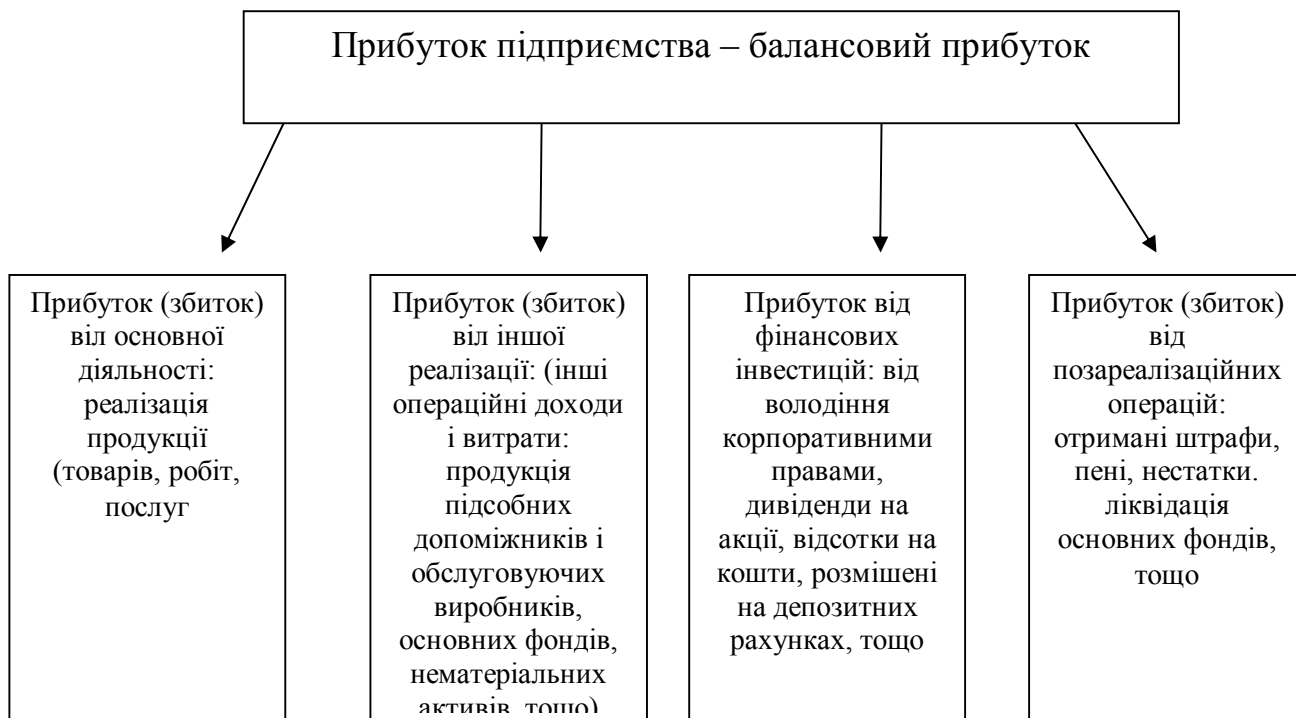 Прибуток підприємства – балансовий прибуток
Прибуток (збиток)
віл основної
діяльності:
реалізація
продукції
(товарів, робіт,
послуг
Прибуток (збиток)
віл іншої
реалізації: (інші
операційні доходи
і витрати:
продукція
підсобних
допоміжників і
обслуговуючих
виробників,
основних фондів,
нематеріальних
активів, тощо)
Прибуток від
фінансових
інвестицій: від
володіння
корпоративними
правами,
дивіденди на
акції, відсотки на
кошти, розмішені
на депозитних
рахунках, тощо
Прибуток (збиток)
від
позареалізаційних
операцій:
отримані штрафи,
пені, нестатки.
ліквідація
основних фондів,
тощо